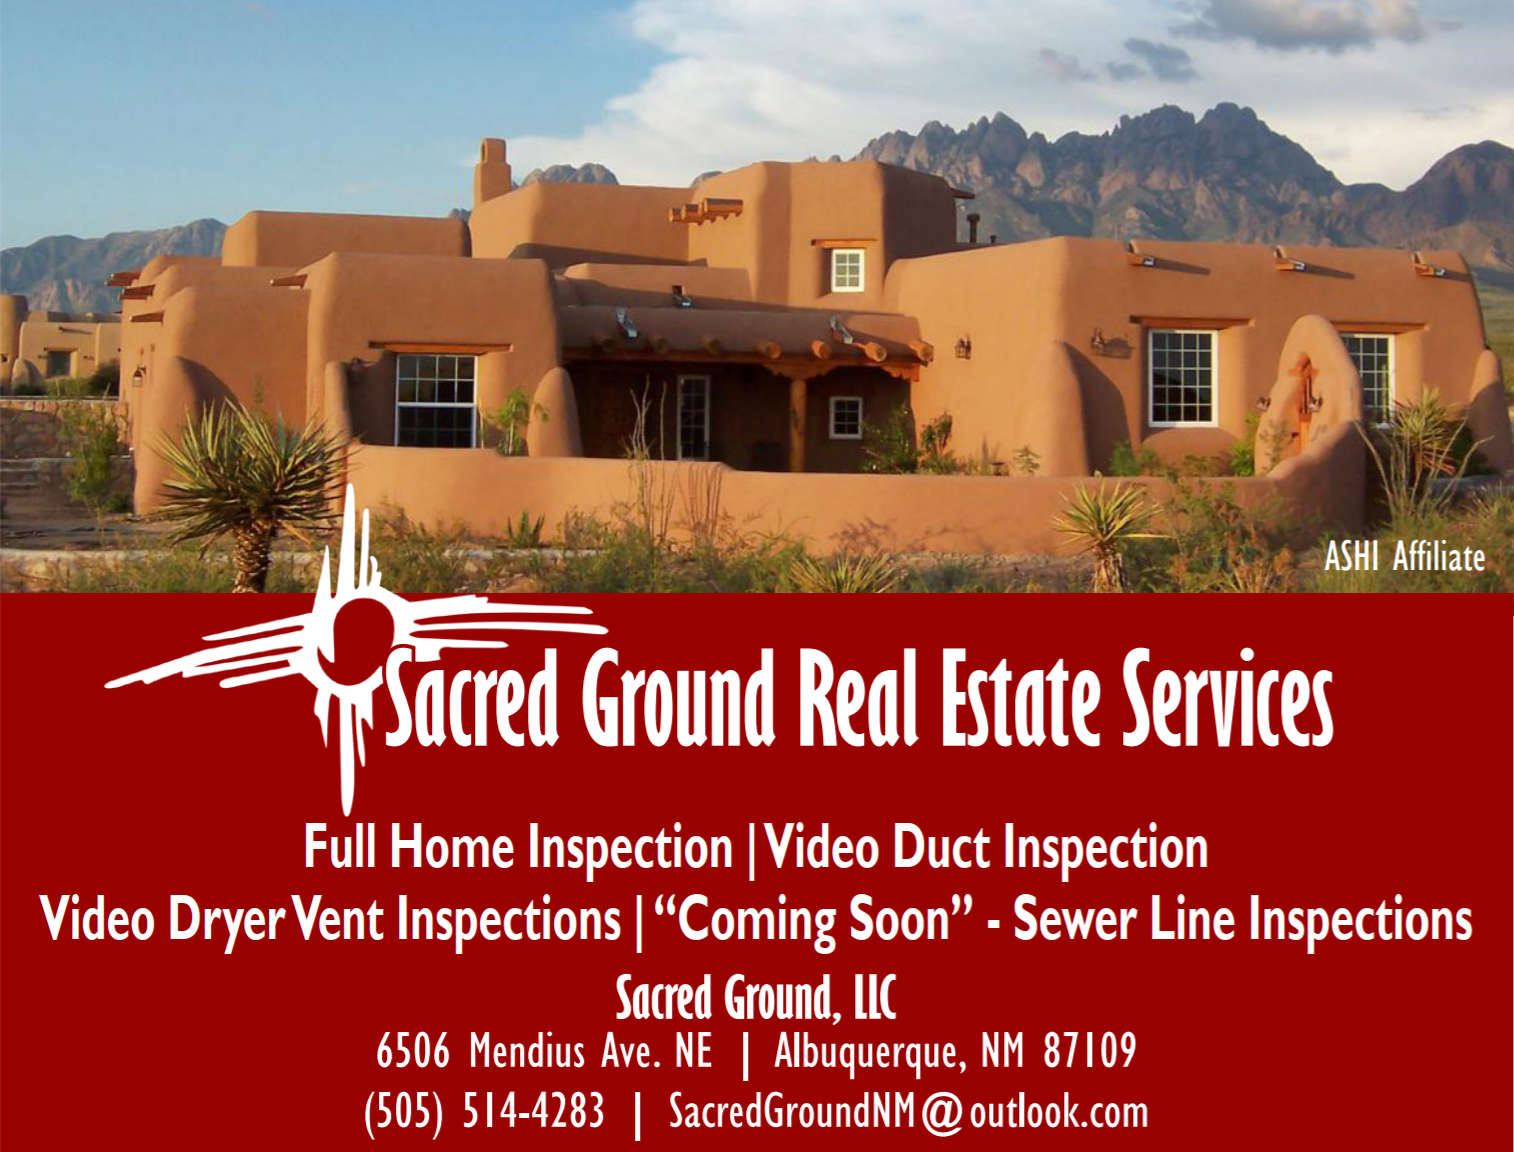 ASHI Affiliate
Sacred Ground Real Estate Services
Full Home Inspection | Video Duct Inspection
Video Dryer Vent Inspections | “Coming Soon” - Sewer Line Inspections
Sacred Ground, LLC
6506 Mendius Ave. NE | Albuquerque, NM 87109
(505) 514-4283 | SacredGroundNM@outlook.com